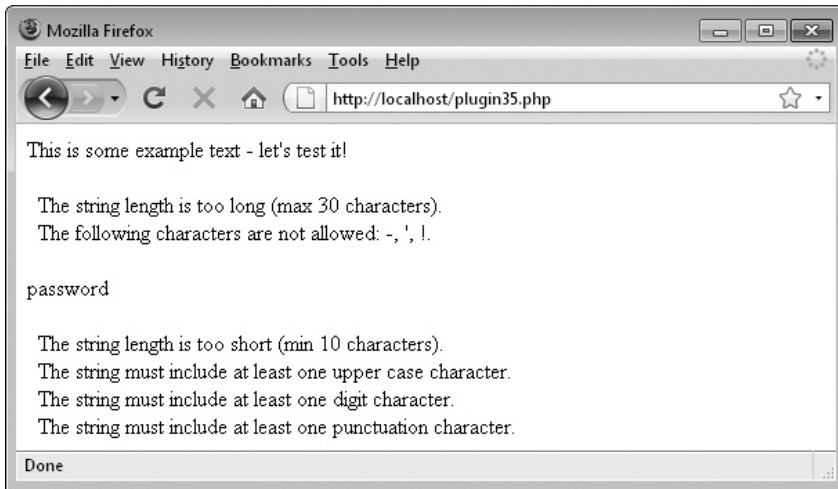 Mozilla Firefox
File Edit View History Bookmarks Tools Help
http://localhost/plugin35.php
This is some example text - let's test it!
The string length is too long (max 30 characters).
The following characters are not allowed: -, ', !.
password
The string length is too short (min 10 characters).
The string must include at least one upper case character.
The string must include at least one digit character.
The string must include at least one punctuation character.
Done